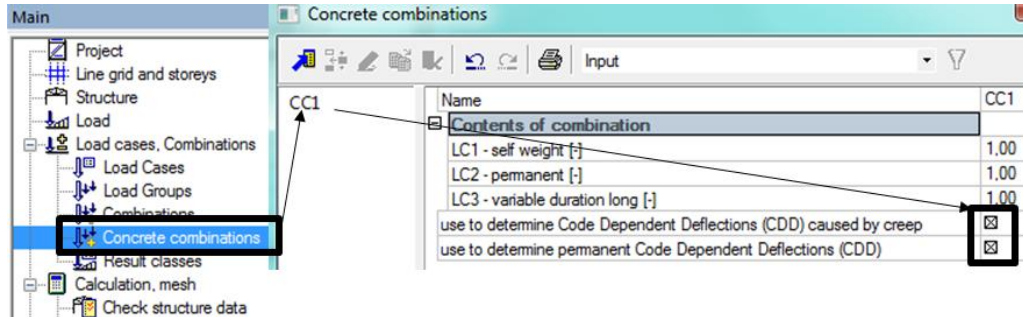 Main
Project
Line grid and storeys
Structure
Load
Load cases, Combinations
Load Cases
Load Groups
Combinations
Concrete combinations
Result classes
Calculation, mesh
Check structure data
Concrete combinations
Input
CC1
Name CC1
Contents of combination
LC1 - self weight [-] 1,00
LC2 - permanent [-] 1,00
LC3 - variable duration long [-] 1,00
use to determine Code Dependent Deflections (CDD) caused by creep
use to determine permanent Code Dependent Deflections (CDD)